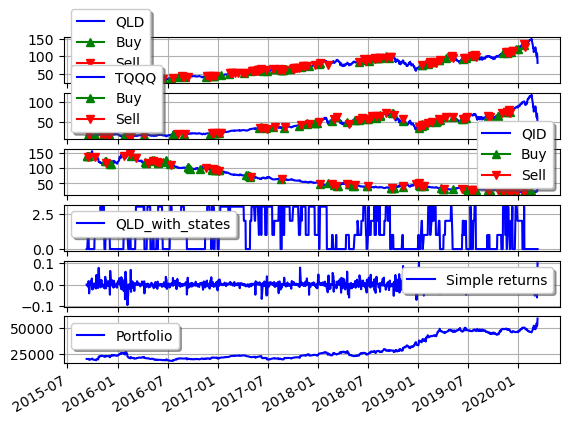 QLD
Buy
Sell
150
100
50
TQQQ
Buy
Sell
100
50
QID
Buy
Sell
150
100
50
QLD_with_states
2.5
0.0
Simple returns
0.1
0.0
−0.1
Portfolio
50000
25000
2015-07
2016-01
2016-07
2017-01
2017-07
2018-01
2018-07
2019-01
2019-07
2020-01